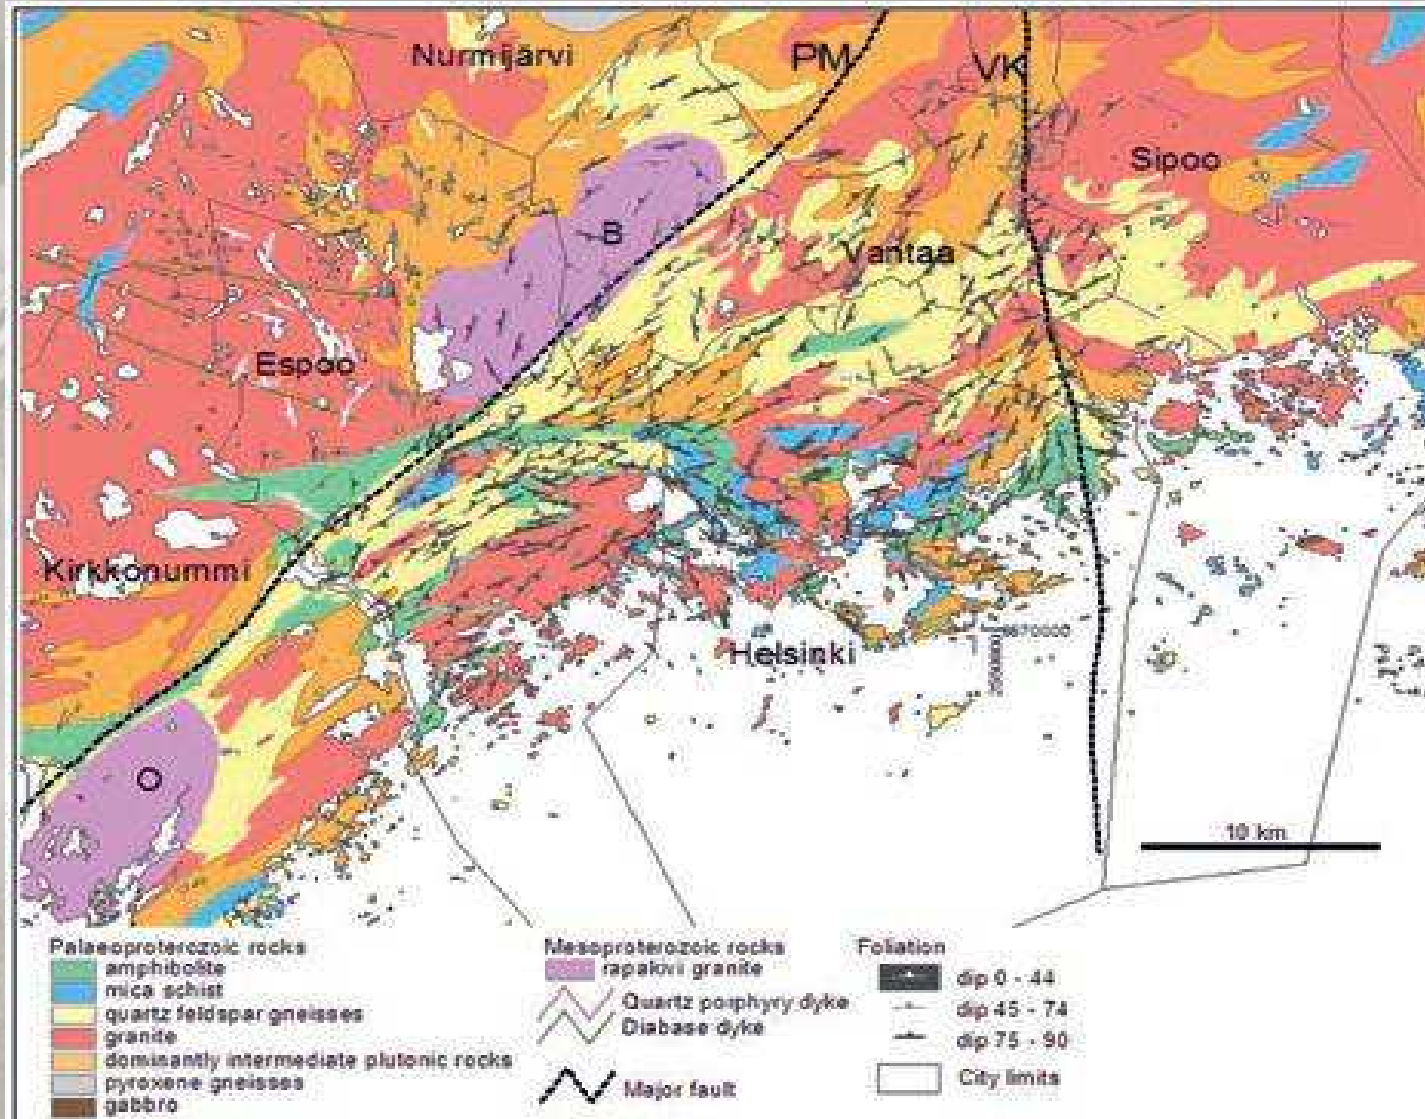 Nurmijärvi
PM
VK
Sipoo
B
Vantaa
Espoo
Kirkkonummi
6670000
Helsinki
O
10 km
Palaeoproterozoic rocks
amphibolite
mica schist
quartz feldspar gneisses
granite
dominantly intermediate plutonic rocks
pyroxene gneisses
gabbro
Mesoproterozoic rocks
rapakivi granite
Quartz porphyry dyke
Diabase dyke
Major fault
Foliation
dip 0 - 44
dip 45 - 74
dip 75 - 90
City limits